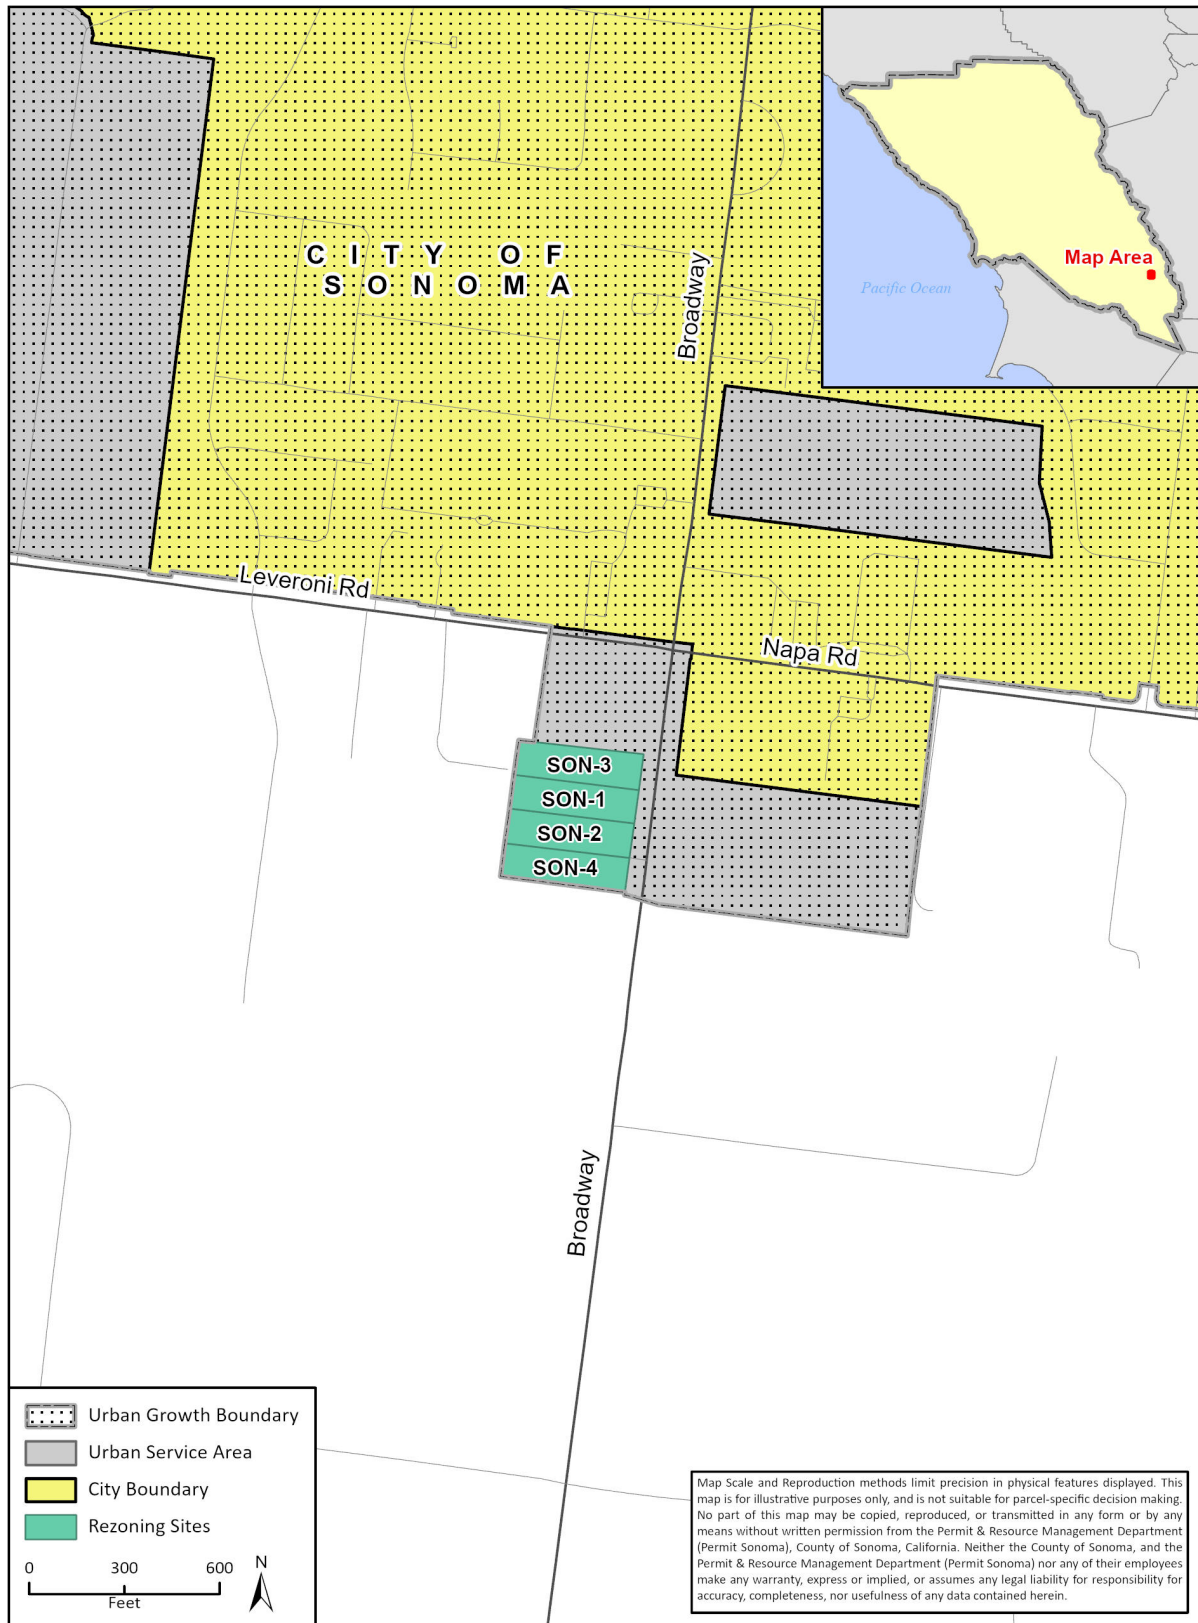 CITY OF
SONOMA
Broadway
Map Area
Pacific Ocean
Leveroni Rd
Napa Rd
SON-3
SON-1
SON-2
SON-4
Broadway
Urban Growth Boundary
Urban Service Area
City Boundary
Rezoning Sites
0 300 600
Feet
N
Map Scale and Reproduction methods limit precision in physical features displayed. This
map is for illustrative purposes only, and is not suitable for parcel-specific decision making.
No part of this map may be copied, reproduced, or transmitted in any form or by any
means without written permission from the Permit & Resource Management Department
(Permit Sonoma), County of Sonoma, California. Neither the County of Sonoma, and the
Permit & Resource Management Department (Permit Sonoma) nor any of their employees
make any warranty, express or implied, or assumes any legal liability for responsibility for
accuracy, completeness, nor usefulness of any data contained herein.